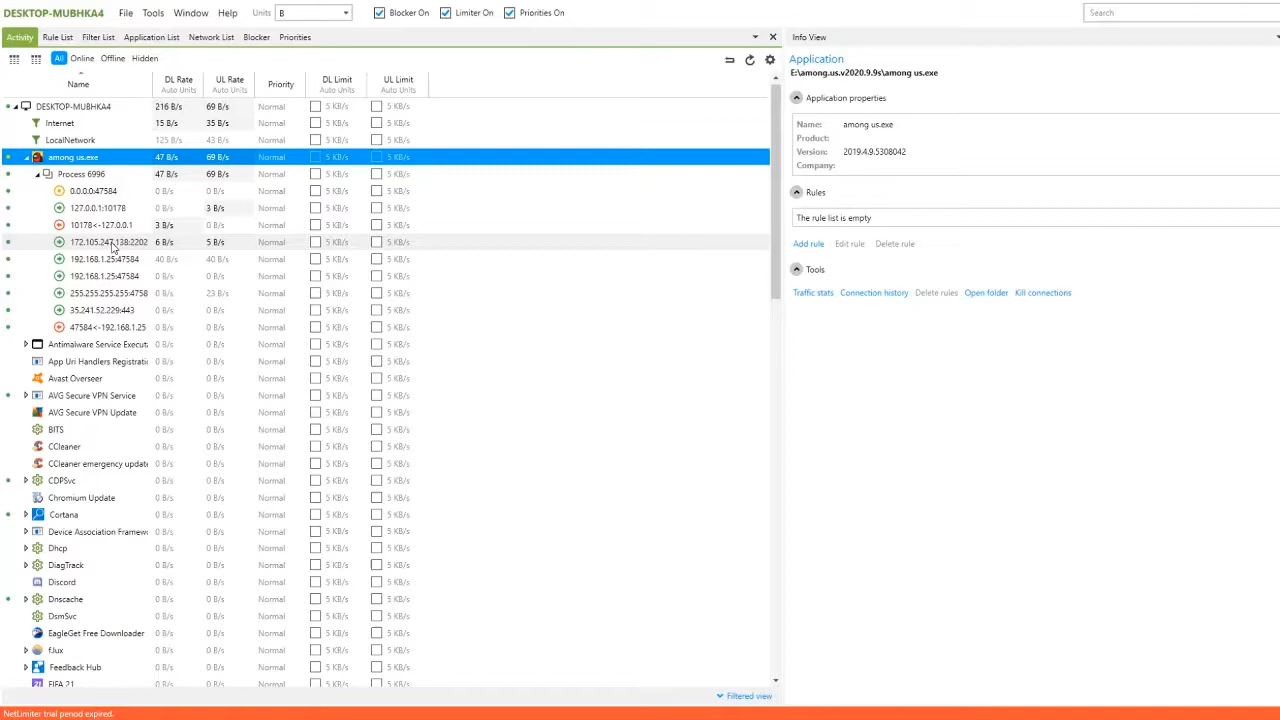 DESKTOP-MUBHKA4 File Tools Window Help Units B Blocker On Limiter On Priorities On Search
Activity Rule List Filter List Application List Network List Blocker Priorities
All Online Offline Hidden
Name DL Rate Auto Units UL Rate Auto Units Priority DL Limit Auto Units UL Limit Auto Units
DESKTOP-MUBHKA4 216 B/s 69 B/s Normal 5 KB/s 5 KB/s
Internet 15 B/s 35 B/s Normal 5 KB/s 5 KB/s
LocalNetwork 125 B/s 43 B/s Normal 5 KB/s 5 KB/s
among us.exe 47 B/s 69 B/s Normal 5 KB/s 5 KB/s
Process 6996 47 B/s 69 B/s Normal 5 KB/s 5 KB/s
0.0.0.0:47584 0 B/s 0 B/s Normal 5 KB/s 5 KB/s
127.0.0.1:10178 0 B/s 3 B/s Normal 5 KB/s 5 KB/s
10178<-127.0.0.1 3 B/s 0 B/s Normal 5 KB/s 5 KB/s
172.105.247.138:2202 6 B/s 5 B/s Normal 5 KB/s 5 KB/s
192.168.1.25:47584 40 B/s 40 B/s Normal 5 KB/s 5 KB/s
192.168.1.25:47584 0 B/s 0 B/s Normal 5 KB/s 5 KB/s
255.255.255.255:4758 0 B/s 23 B/s Normal 5 KB/s 5 KB/s
35.241.52.229:443 0 B/s 0 B/s Normal 5 KB/s 5 KB/s
47584<-192.168.1.25 0 B/s 0 B/s Normal 5 KB/s 5 KB/s
Antimalware Service Execut 0 B/s 0 B/s Normal 5 KB/s 5 KB/s
App Uri Handlers Registrati 0 B/s 0 B/s Normal 5 KB/s 5 KB/s
Avast Overseer 0 B/s 0 B/s Normal 5 KB/s 5 KB/s
AVG Secure VPN Service 0 B/s 0 B/s Normal 5 KB/s 5 KB/s
AVG Secure VPN Update 0 B/s 0 B/s Normal 5 KB/s 5 KB/s
BITS 0 B/s 0 B/s Normal 5 KB/s 5 KB/s
CCleaner 0 B/s 0 B/s Normal 5 KB/s 5 KB/s
CCleaner emergency update 0 B/s 0 B/s Normal 5 KB/s 5 KB/s
CDPSvc 0 B/s 0 B/s Normal 5 KB/s 5 KB/s
Chromium Update 0 B/s 0 B/s Normal 5 KB/s 5 KB/s
Cortana 0 B/s 0 B/s Normal 5 KB/s 5 KB/s
Device Association Framew 0 B/s 0 B/s Normal 5 KB/s 5 KB/s
Dhcp 0 B/s 0 B/s Normal 5 KB/s 5 KB/s
DiagTrack 0 B/s 0 B/s Normal 5 KB/s 5 KB/s
Discord 0 B/s 0 B/s Normal 5 KB/s 5 KB/s
Dnscache 0 B/s 0 B/s Normal 5 KB/s 5 KB/s
DsmSvc 0 B/s 0 B/s Normal 5 KB/s 5 KB/s
EagleGet Free Downloader 0 B/s 0 B/s Normal 5 KB/s 5 KB/s
f.lux 0 B/s 0 B/s Normal 5 KB/s 5 KB/s
Feedback Hub 0 B/s 0 B/s Normal 5 KB/s 5 KB/s
FIFA 21 0 B/s 0 B/s Normal 5 KB/s 5 KB/s
Filtered view
Info View
Application
E:\among.us.v2020.9.9s\among us.exe
Application properties
Name: among us.exe
Product:
Version: 2019.4.9.5308042
Company:
Rules
The rule list is empty
Add rule Edit rule Delete rule
Tools
Traffic stats Connection history Delete rules Open folder Kill connections
NetLimiter trial period expired.